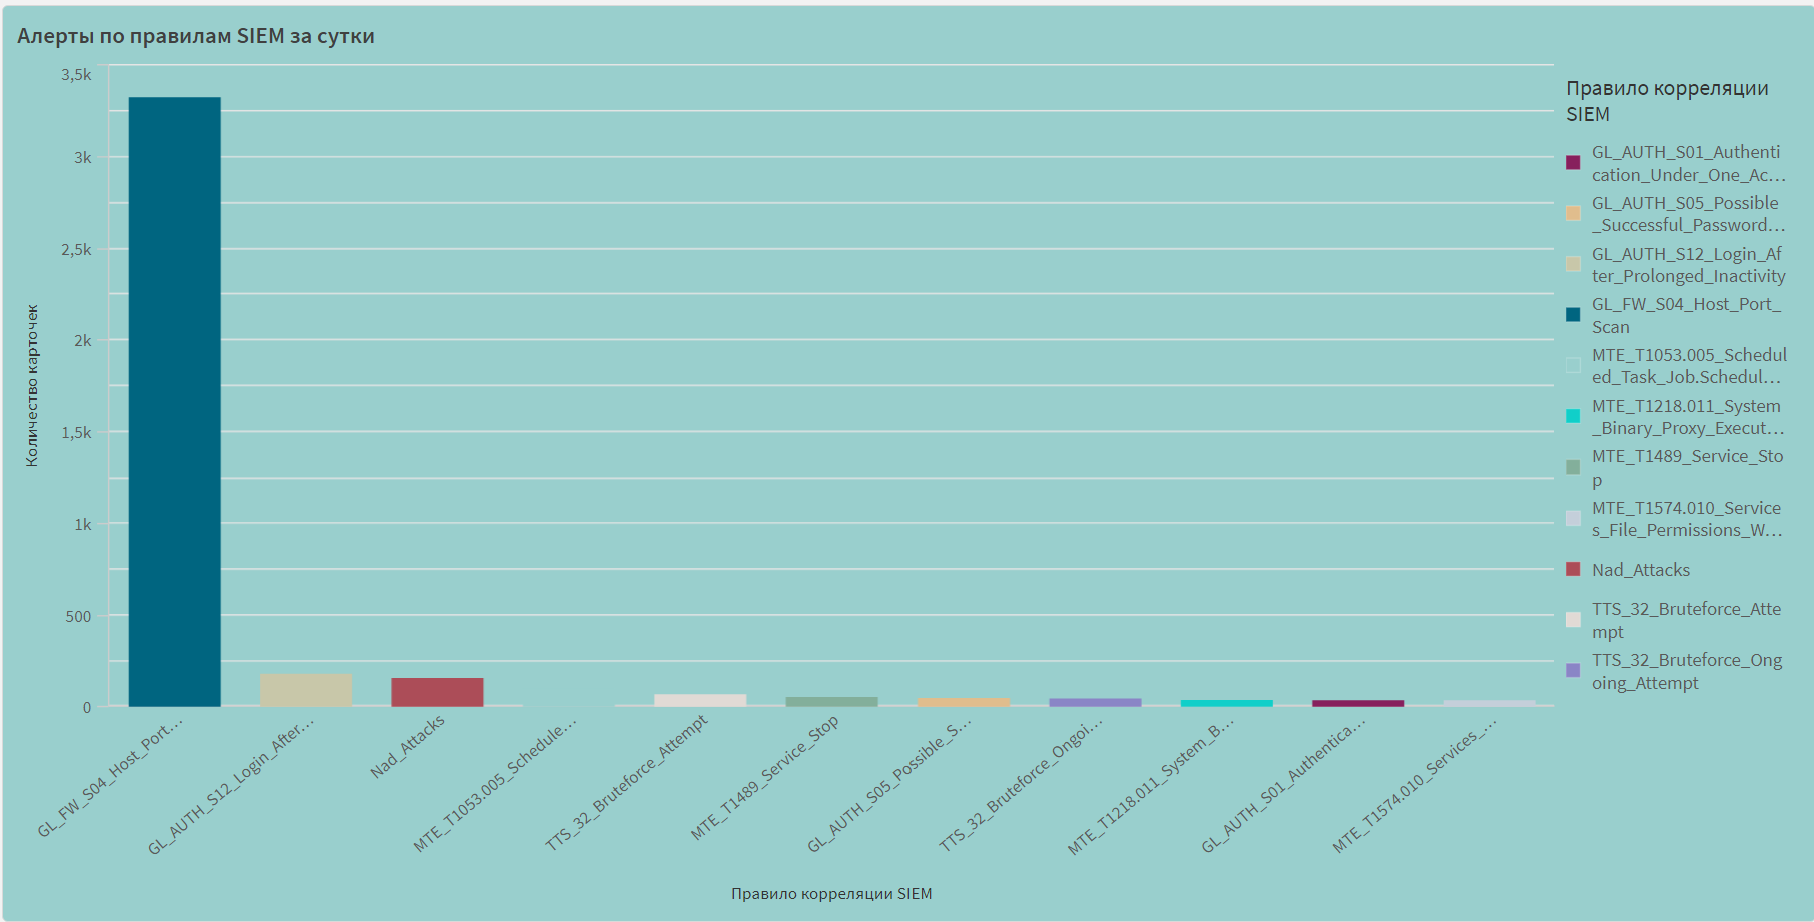 Алерты по правилам SIEM за сутки
3,5k
3k
2,5k
2k
1,5k
1k
500
0
Количество карточек
GL_FW_S04_Host_Port...
GL_AUTH_S12_Login_After...
Nad_Attacks
MTE_T1053.005_Schedule...
TTS_32_Bruteforce_Attempt
MTE_T1489_Service_Stop
GL_AUTH_S05_Possible_S...
TTS_32_Bruteforce_Ongoi...
MTE_T1218.011_System_B...
GL_AUTH_S01_Authentica...
MTE_T1574.010_Services_...
Правило корреляции SIEM
Правило корреляции
SIEM
GL_AUTH_S01_Authenti
cation_Under_One_Ac...
GL_AUTH_S05_Possible
_Successful_Password...
GL_AUTH_S12_Login_Af
ter_Prolonged_Inactivity
GL_FW_S04_Host_Port_
Scan
MTE_T1053.005_Schedul
ed_Task_Job.Schedul...
MTE_T1218.011_System
_Binary_Proxy_Execut...
MTE_T1489_Service_Sto
p
MTE_T1574.010_Service
s_File_Permissions_W...
Nad_Attacks
TTS_32_Bruteforce_Atte
mpt
TTS_32_Bruteforce_Ong
oing_Attempt